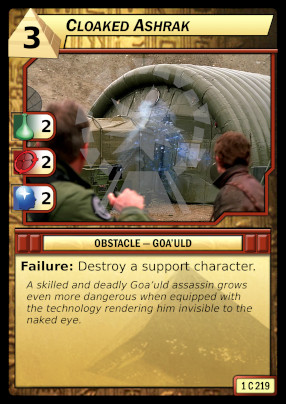 3
CLOAKED ASHRAK
2
2
2
OBSTACLE — GOA'ULD
Failure: Destroy a support character.
A skilled and deadly Goa'uld assassin grows
even more dangerous when equipped with
the technology rendering him invisible to the
naked eye.
1 C 219